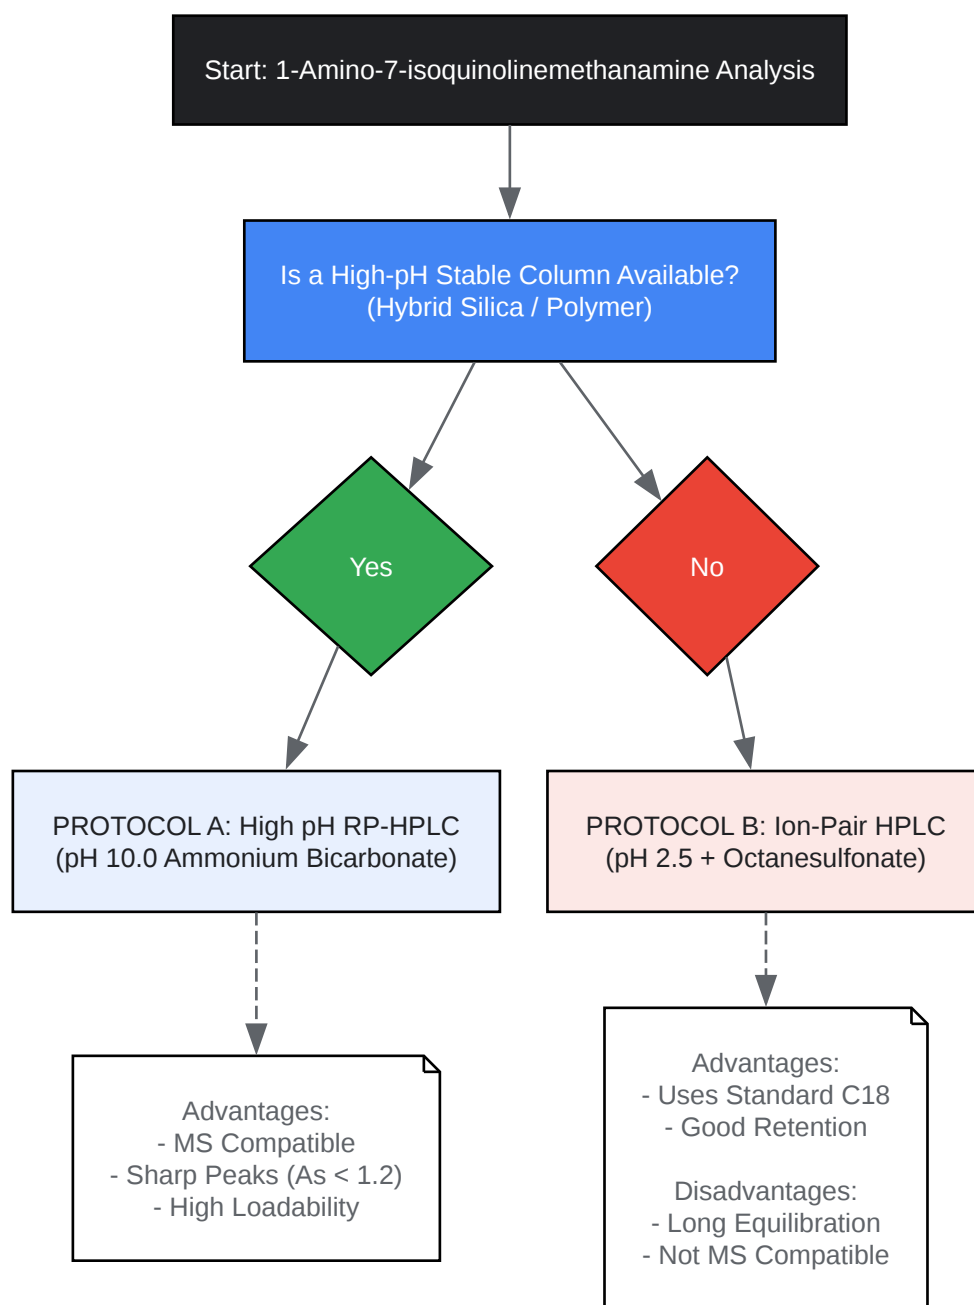 Start: 1-Amino-7-isoquinolinemethanamine Analysis
Is a High-pH Stable Column Available?
(Hybrid Silica / Polymer)
Yes
No
PROTOCOL A: High pH RP-HPLC
(pH 10.0 Ammonium Bicarbonate)
PROTOCOL B: Ion-Pair HPLC
(pH 2.5 + Octanesulfonate)
Advantages:
- MS Compatible
- Sharp Peaks (As < 1.2)
- High Loadability
Advantages:
- Uses Standard C18
- Good Retention
Disadvantages:
- Long Equilibration
- Not MS Compatible